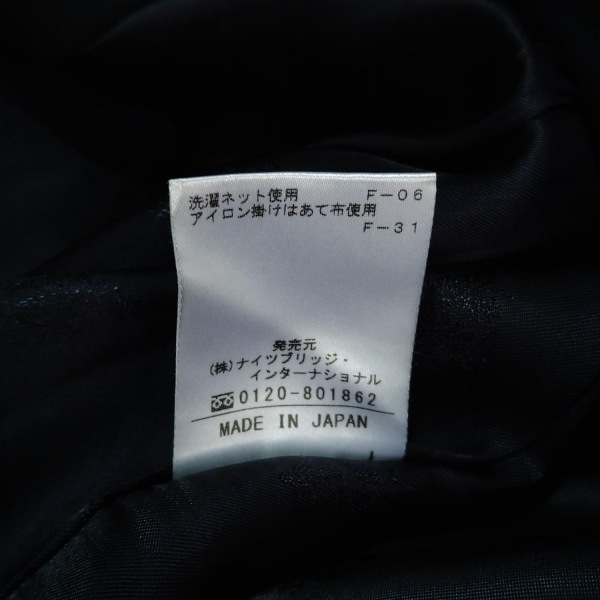 洗濯ネット使用 F-06
アイロン掛けはあて布使用
F-31
発売元
(株)ナイツブリッジ・
インターナショナル
0120-801862
MADE IN JAPAN